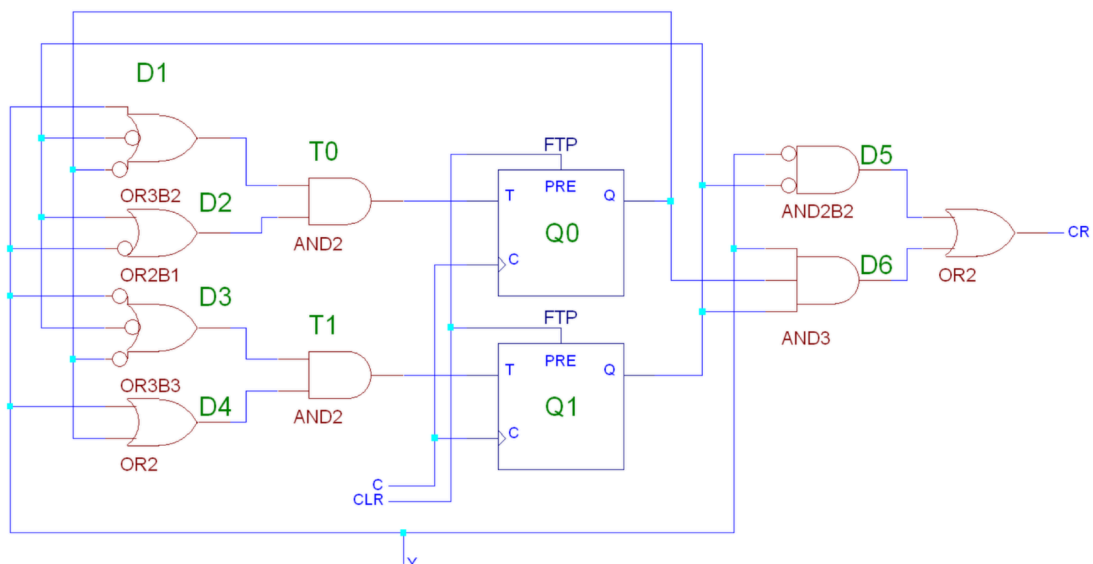 D1
OR3B2
D2
OR2B1
D3
OR3B3
D4
OR2
T0
AND2
T1
AND2
FTP
PRE
T
Q
Q0
C
FTP
PRE
T
Q
Q1
C
C
CLR
D5
AND2B2
D6
AND3
OR2
CR